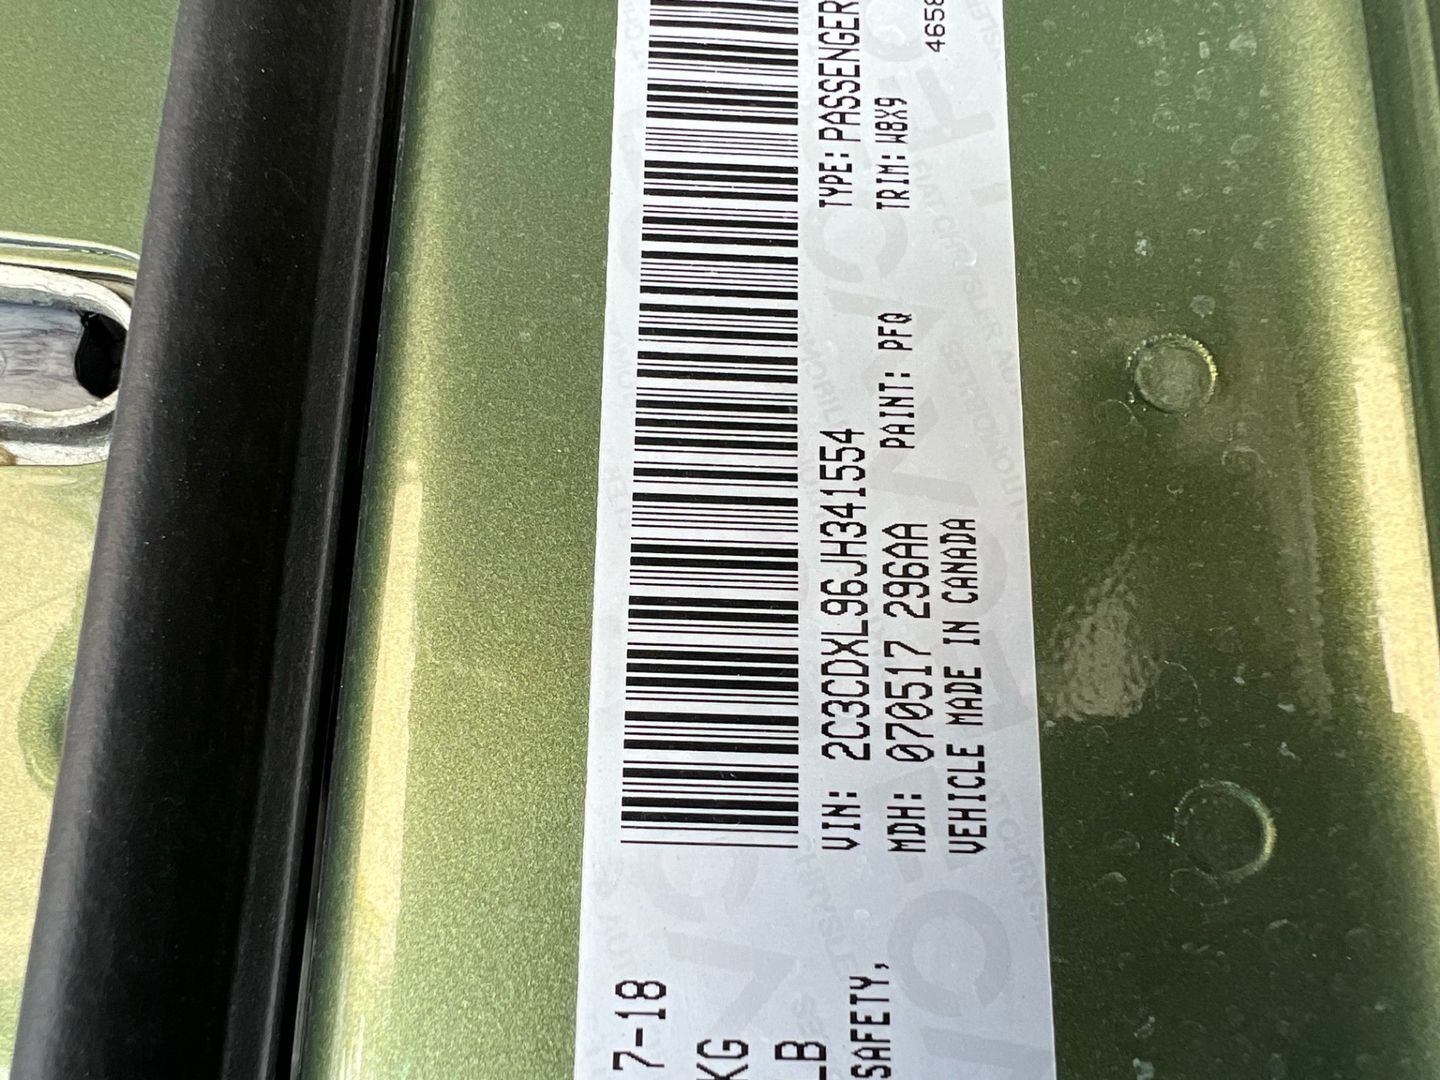 7-18
KG
LB
SAFETY,
VIN: 2C3CDXL96JH341554 TYPE: PASSENGER
MDH: 070517 296AA PAINT: PFQ TRIM: W8X9
VEHICLE MADE IN CANADA 4658